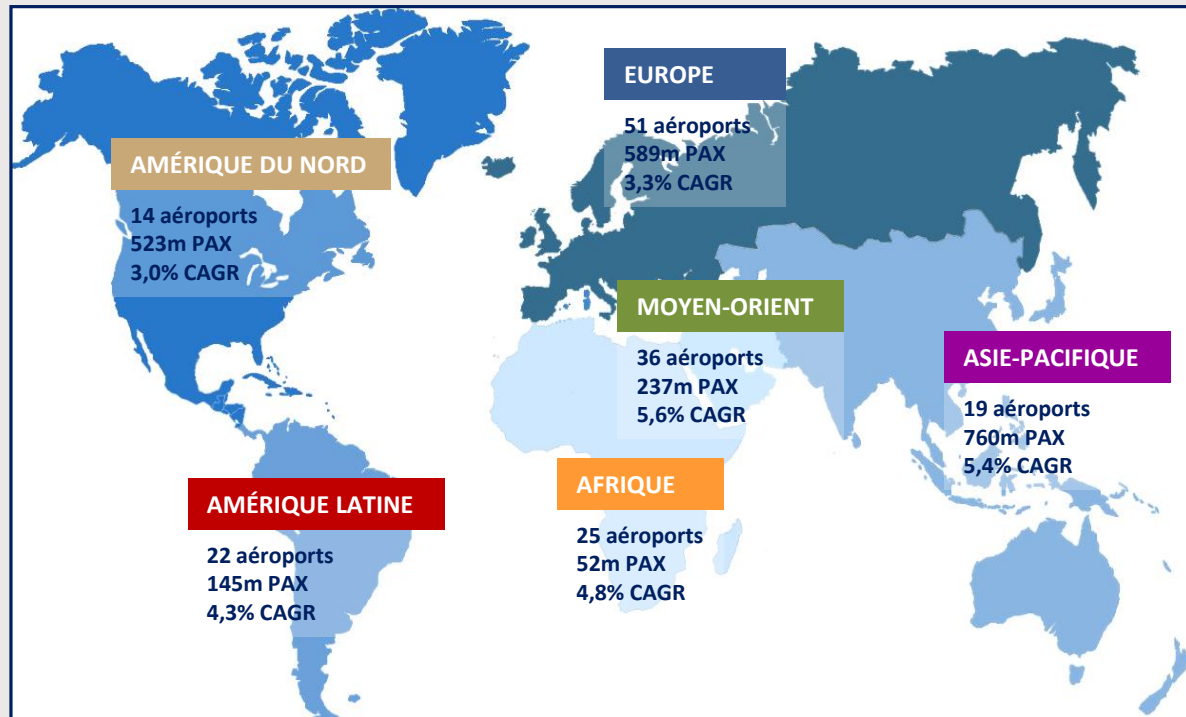 EUROPE
51 aéroports
589m PAX
3,3% CAGR
AMÉRIQUE DU NORD
14 aéroports
523m PAX
3,0% CAGR
MOYEN-ORIENT
36 aéroports
237m PAX
5,6% CAGR
ASIE-PACIFIQUE
19 aéroports
760m PAX
5,4% CAGR
AMÉRIQUE LATINE
22 aéroports
145m PAX
4,3% CAGR
AFRIQUE
25 aéroports
52m PAX
4,8% CAGR